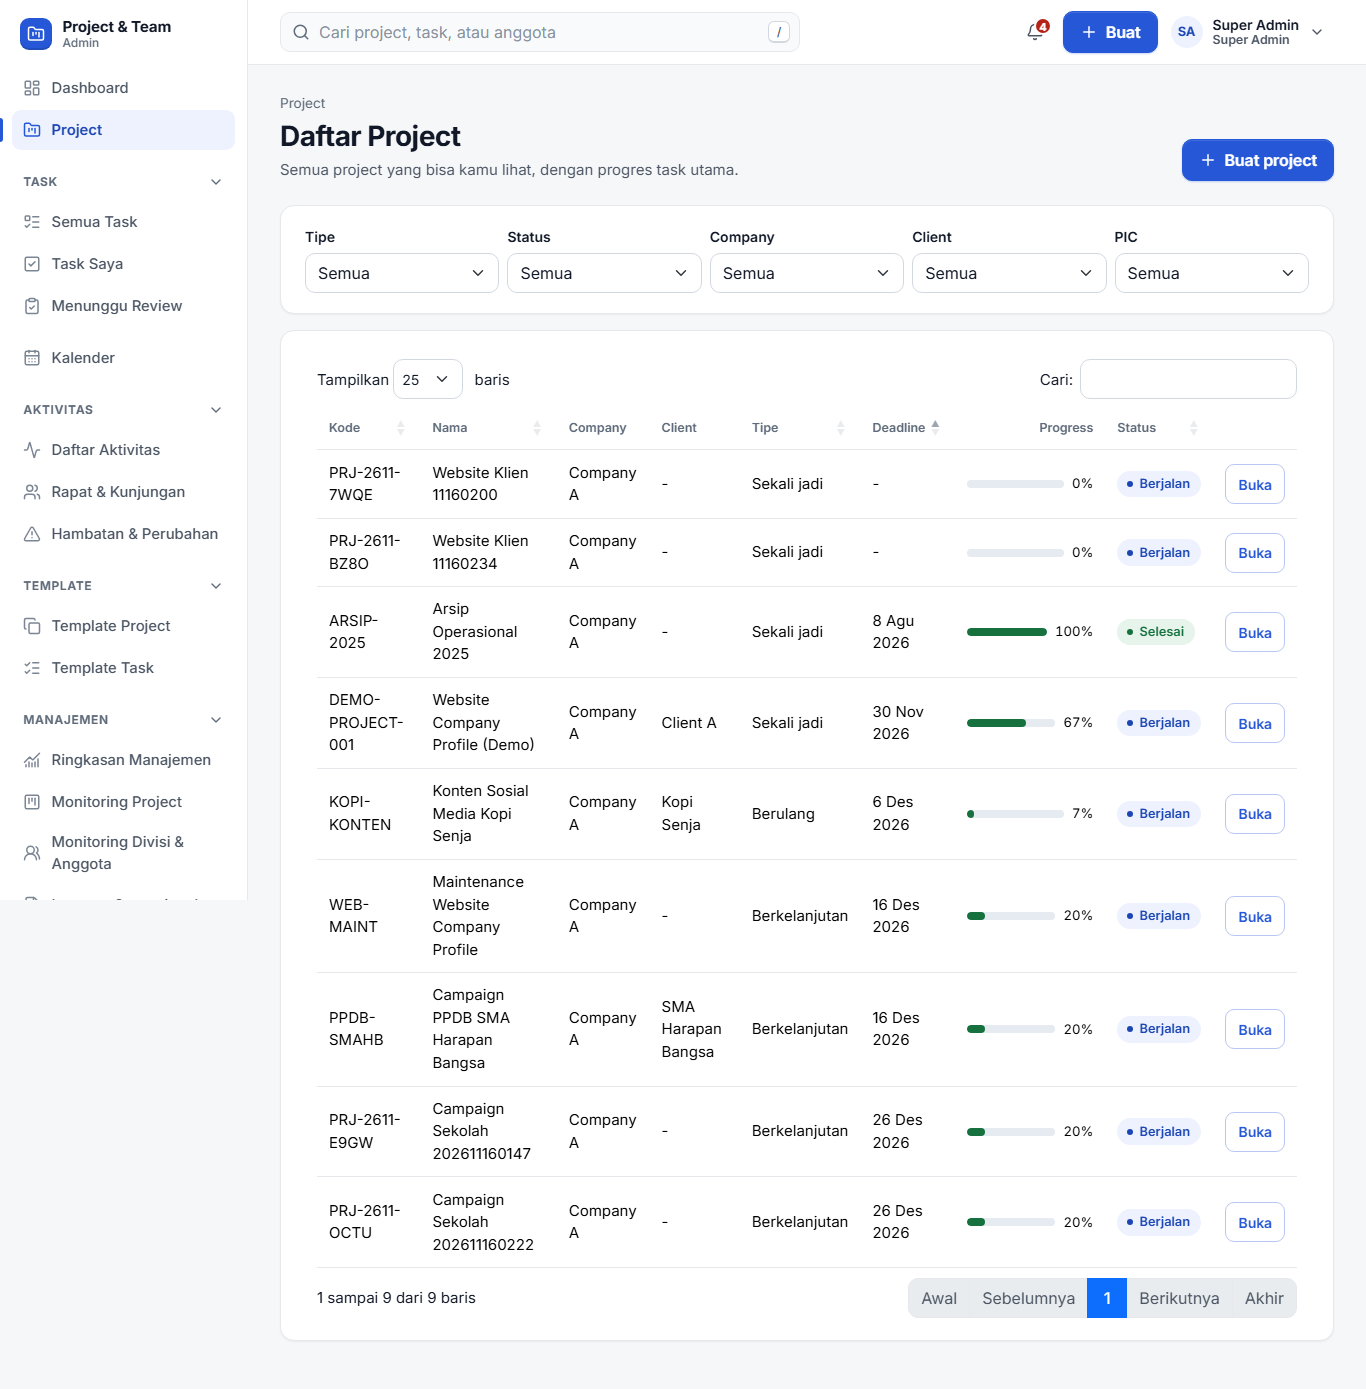 Project & Team
Admin
Cari project, task, atau anggota
/
4
Buat
SA
Super Admin
Super Admin
Dashboard
Project
TASK
Semua Task
Task Saya
Menunggu Review
Kalender
AKTIVITAS
Daftar Aktivitas
Rapat & Kunjungan
Hambatan & Perubahan
TEMPLATE
Template Project
Template Task
MANAJEMEN
Ringkasan Manajemen
Monitoring Project
Monitoring Divisi &
Anggota
Project
Daftar Project
Semua project yang bisa kamu lihat, dengan progres task utama.
Buat project
Tipe Status Company Client PIC
Semua Semua Semua Semua Semua
Tampilkan 25 baris
Cari:
Kode Nama Company Client Tipe Deadline Progress Status
PRJ-2611- Website Klien Company
7WQE 11160200 A - Sekali jadi - 0% Berjalan Buka
PRJ-2611- Website Klien Company
BZ8O 11160234 A - Sekali jadi - 0% Berjalan Buka
Arsip
ARSIP- Operasional Company - Sekali jadi 8 Agu 100% Selesai Buka
2025 2025 A 2026
DEMO- Website
PROJECT- Company Company Client A Sekali jadi 30 Nov 67% Berjalan Buka
001 Profile (Demo) A 2026
Konten Sosial
KOPI- Media Kopi Company Kopi Berulang 6 Des 7% Berjalan Buka
KONTEN Senja A Senja 2026
Maintenance
WEB- Website Company - Berkelanjutan 16 Des 20% Berjalan Buka
MAINT Company A 2026
Profile
Campaign
PPDB- PPDB SMA Company SMA Berkelanjutan 16 Des 20% Berjalan Buka
SMAHB Harapan A Harapan 2026
Bangsa Bangsa
Campaign
PRJ-2611- Sekolah Company - Berkelanjutan 26 Des 20% Berjalan Buka
E9GW 202611160147 A 2026
Campaign
PRJ-2611- Sekolah Company - Berkelanjutan 26 Des 20% Berjalan Buka
OCTU 202611160222 A 2026
1 sampai 9 dari 9 baris
Awal Sebelumnya 1 Berikutnya Akhir